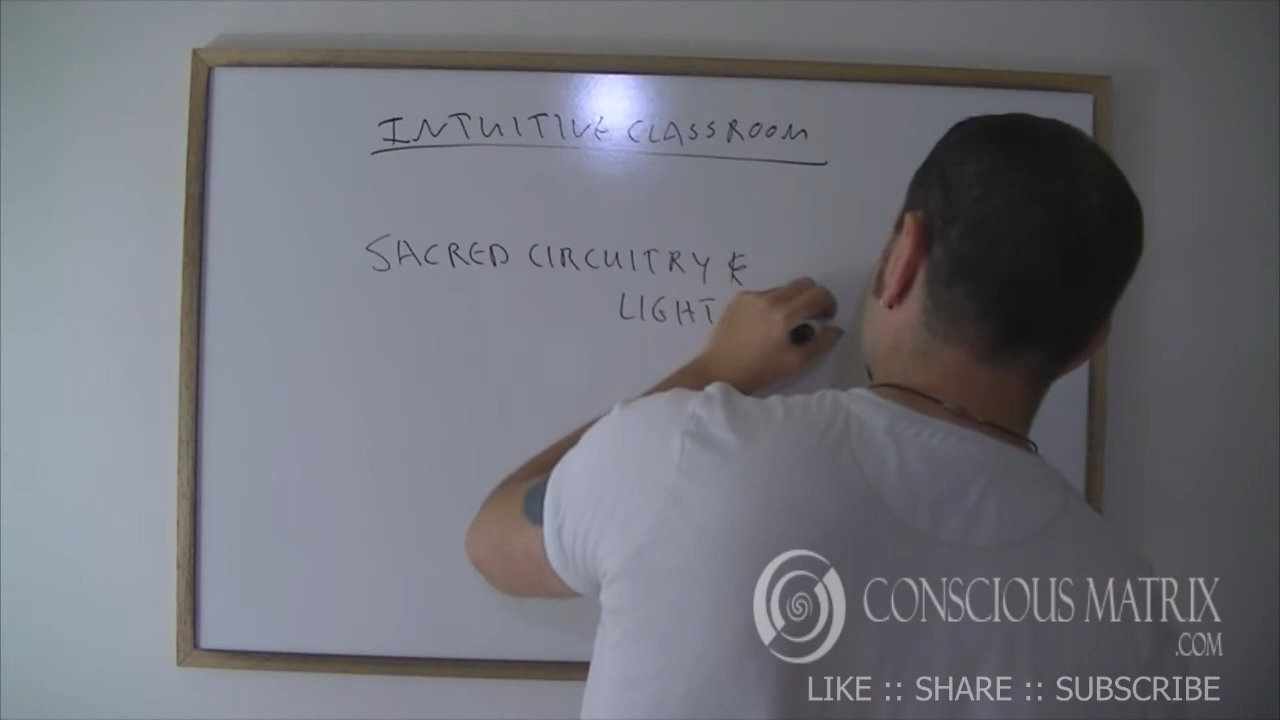 INTUITIVE CLASSROOM
SACRED CIRCUITRY &
LIGHT
CONSCIOUS MATRIX
.COM
LIKE :: SHARE :: SUBSCRIBE